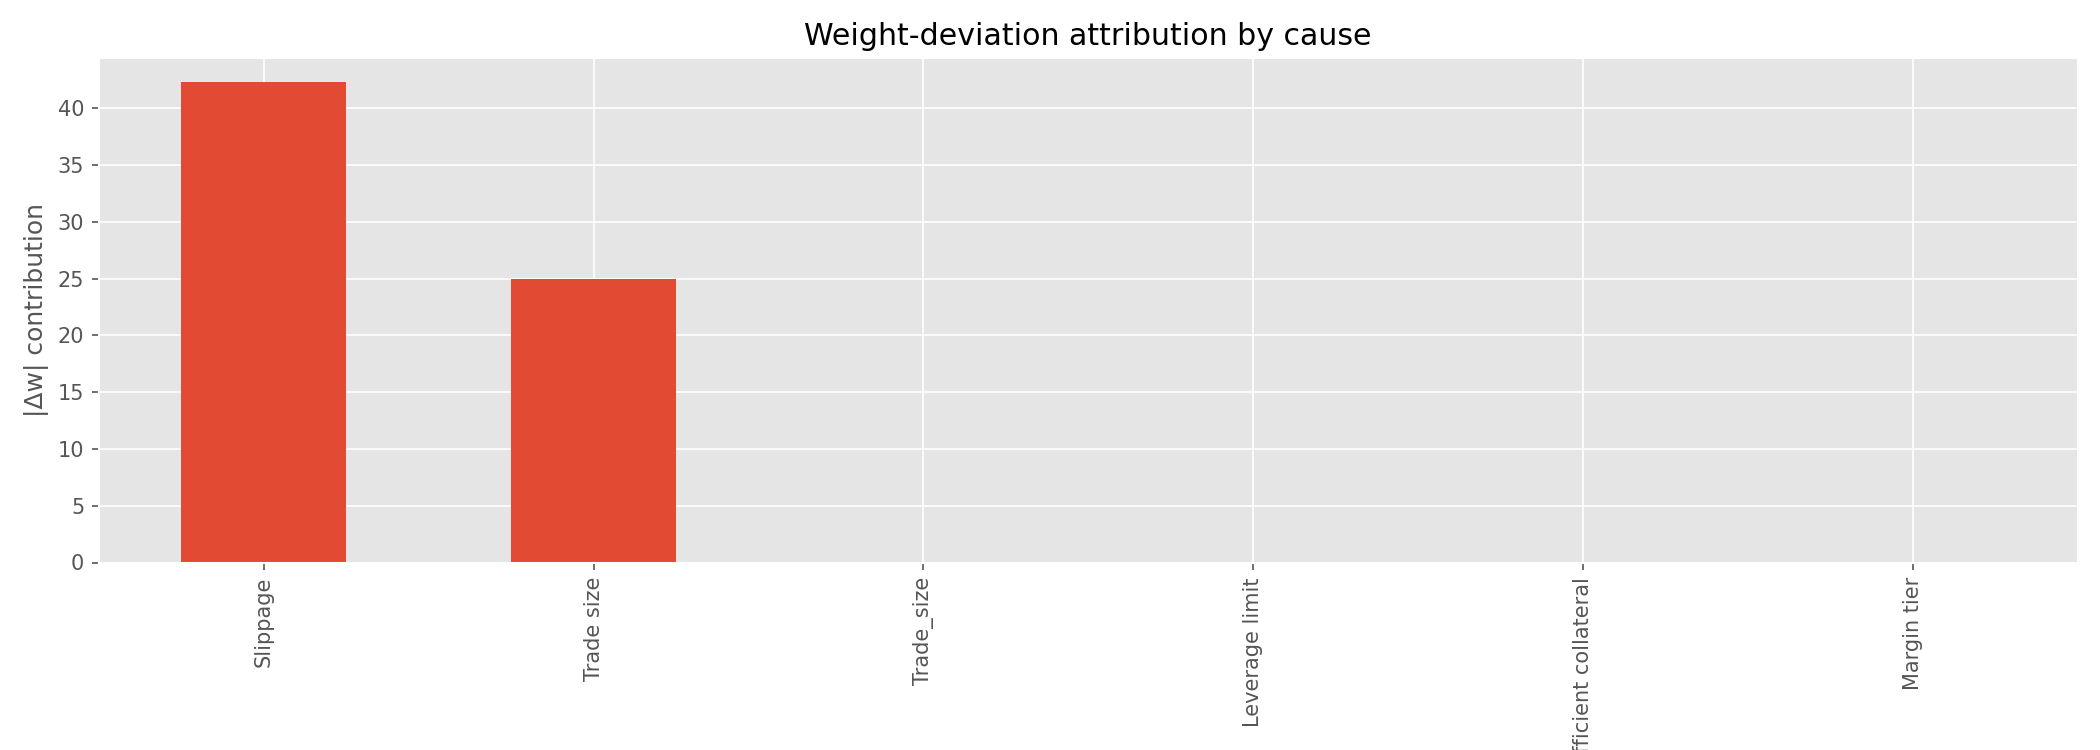 Weight-deviation attribution by cause
|Δw| contribution
40
35
30
25
20
15
10
5
0
Slippage
Trade size
Trade_size
Leverage limit
fficient collateral
Margin tier